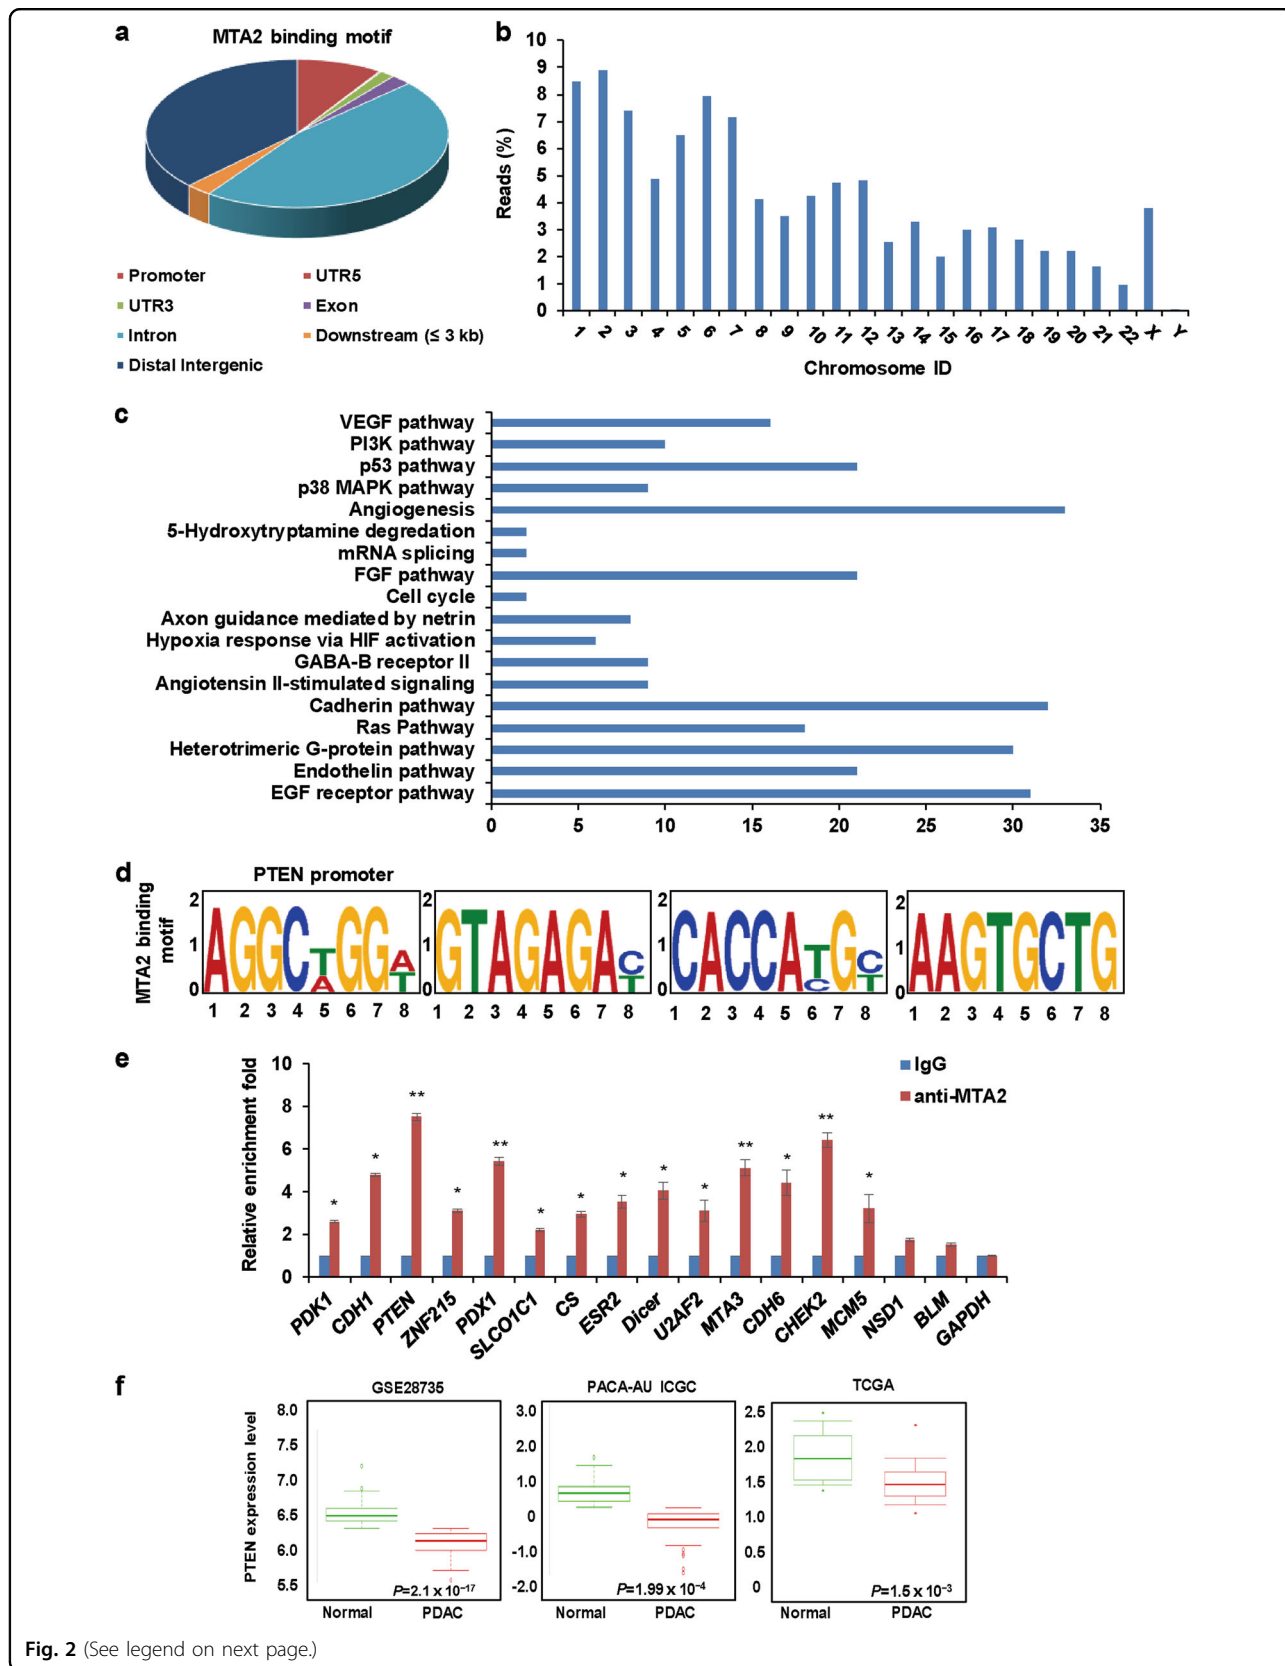 a
MTA2 binding motif
Promoter
UTR5
UTR3
Exon
Intron
Downstream (≤ 3 kb)
Distal Intergenic
b
10
9
8
7
6
5
4
3
2
1
0
Reads (%)
1 2 3 4 5 6 7 8 9 10 11 12 13 14 15 16 17 18 19 20 21 22 X Y
Chromosome ID
c
VEGF pathway
PI3K pathway
p53 pathway
p38 MAPK pathway
Angiogenesis
5-Hydroxytryptamine degredation
mRNA splicing
FGF pathway
Cell cycle
Axon guidance mediated by netrin
Hypoxia response via HIF activation
GABA-B receptor II
Angiotensin II-stimulated signaling
Cadherin pathway
Ras Pathway
Heterotrimeric G-protein pathway
Endothelin pathway
EGF receptor pathway
0 5 10 15 20 25 30 35
d
PTEN promoter
MTA2 binding
motif
2
1
0
AGGCTGGA
A T
1 2 3 4 5 6 7 8
2
1
0
GTAGAGAC
T
1 2 3 4 5 6 7 8
2
1
0
CACCATGC
C T
1 2 3 4 5 6 7 8
2
1
0
AAGTGCTG
1 2 3 4 5 6 7 8
e
Relative enrichment fold
10
8
6
4
2
0
IgG
anti-MTA2
* * ** * ** * * * * * ** * ** *
PDK1 CDH1 PTEN ZNF215 PDX1 SLCO1C1 CS ESR2 Dicer U2AF2 MTA3 CDH6 CHEK2 MCM5 NSD1 BLM GAPDH
f
PTEN expression level
GSE28735
8.0
7.5
7.0
6.5
6.0
5.5
P=2.1 x 10⁻¹⁷
Normal PDAC
PACA-AU ICGC
3.0
2.0
1.0
0
-1.0
-2.0
P=1.99 x 10⁻⁴
Normal PDAC
TCGA
2.5
2.0
1.5
1.0
0.5
0
P=1.5 x 10⁻³
Normal PDAC
Fig. 2 (See legend on next page.)